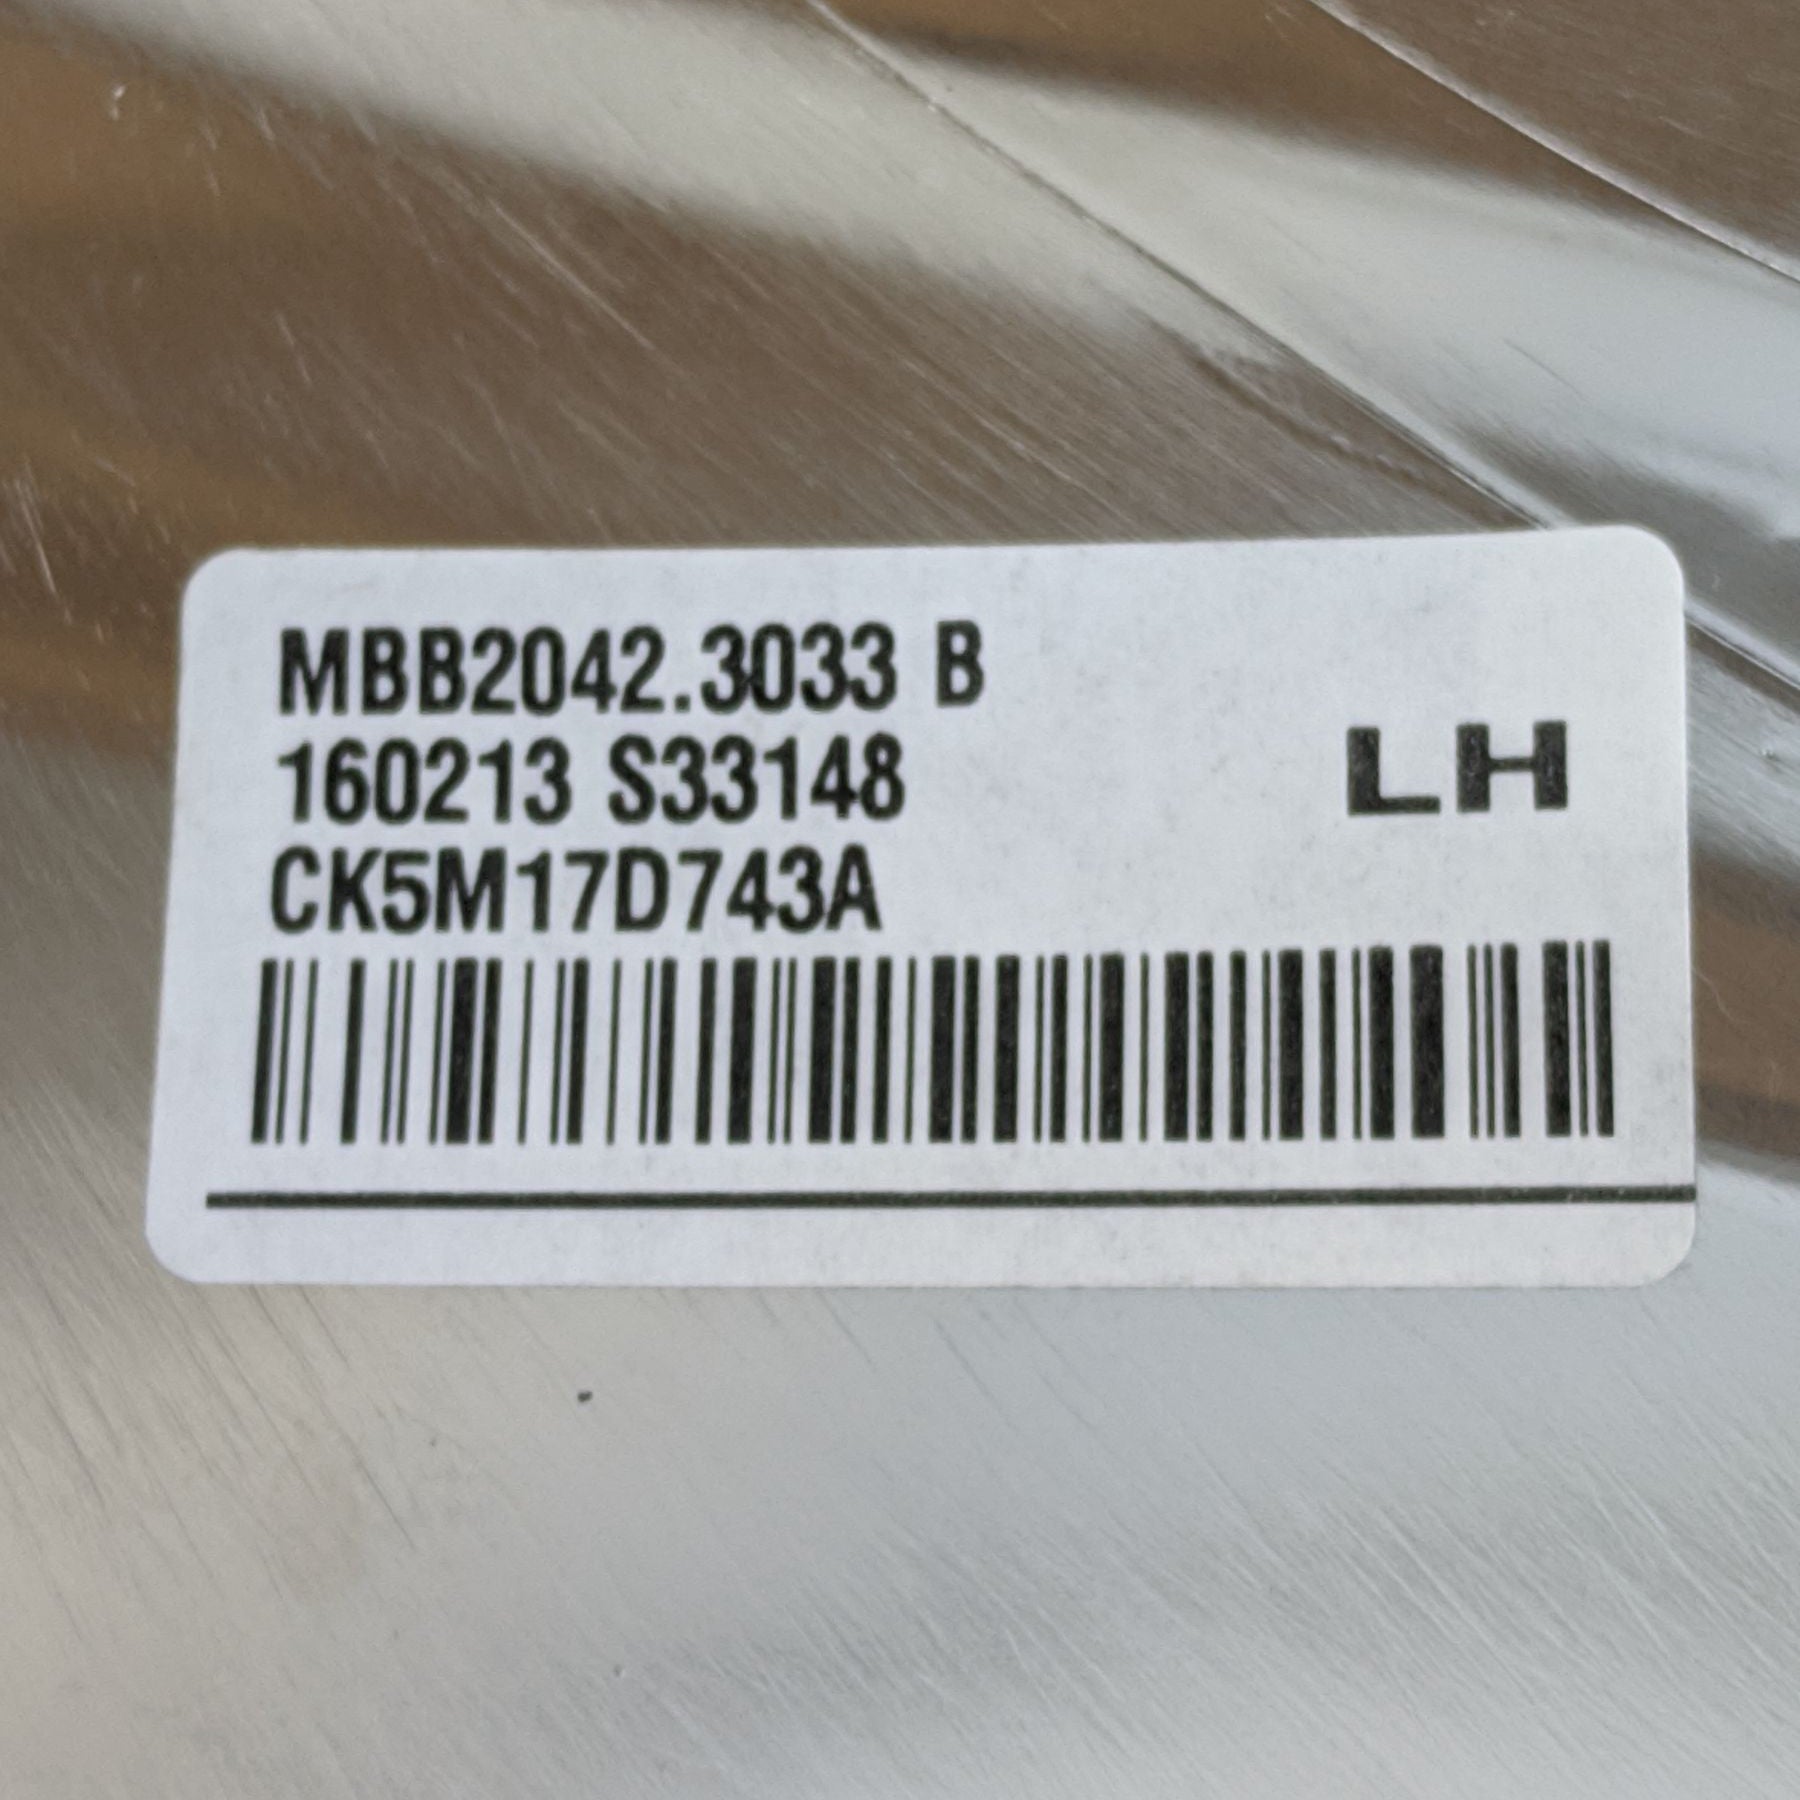 MBB2042.3033 B
160213 S33148
LH
CK5M17D743A